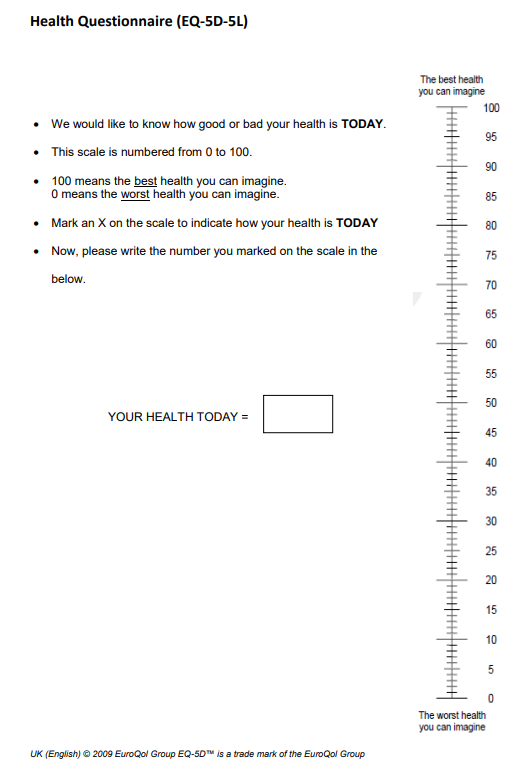 Health Questionnaire (EQ-5D-5L)
The best health
you can imagine
• We would like to know how good or bad your health is TODAY.
• This scale is numbered from 0 to 100.
• 100 means the best health you can imagine.
0 means the worst health you can imagine.
• Mark an X on the scale to indicate how your health is TODAY
• Now, please write the number you marked on the scale in the
below.
YOUR HEALTH TODAY =
100
95
90
85
80
75
70
65
60
55
50
45
40
35
30
25
20
15
10
5
0
The worst health
you can imagine
UK (English) © 2009 EuroQol Group EQ-5D™ is a trade mark of the EuroQol Group